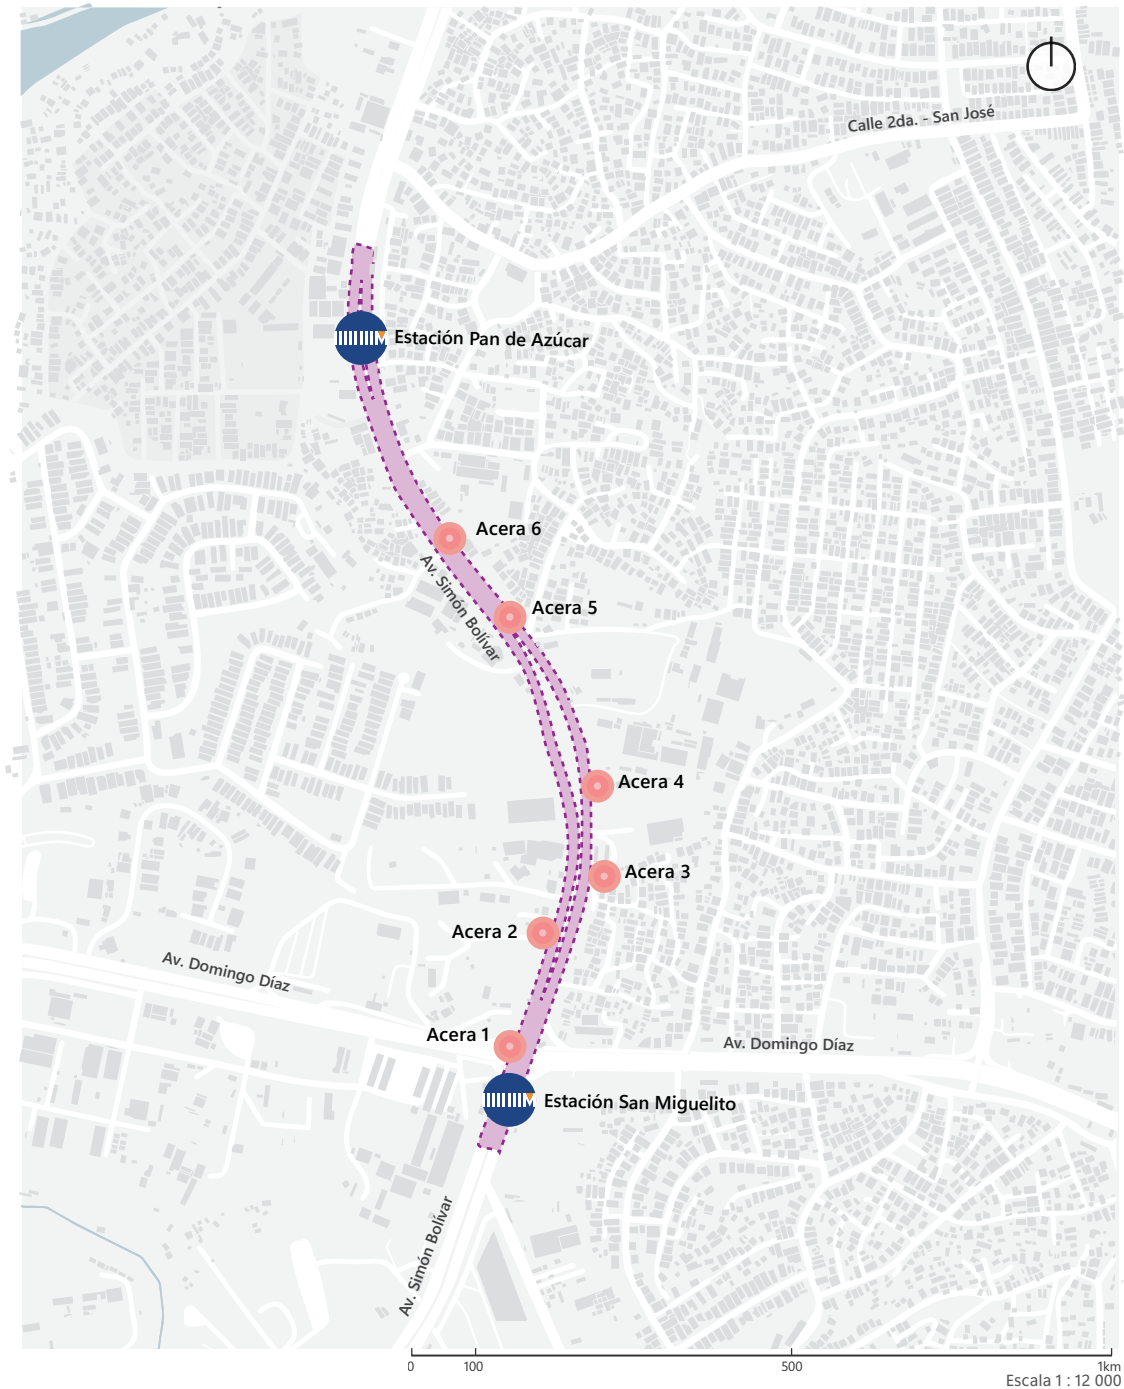 Calle 2da. - San José
Estación Pan de Azúcar
Acera 6
Av. Simón Bolívar
Acera 5
Acera 4
Acera 3
Acera 2
Av. Domingo Díaz
Acera 1
Av. Domingo Díaz
M
Estación San Miguelito
Av. Simón Bolívar
0 100 500 1km
Escala 1 : 12 000